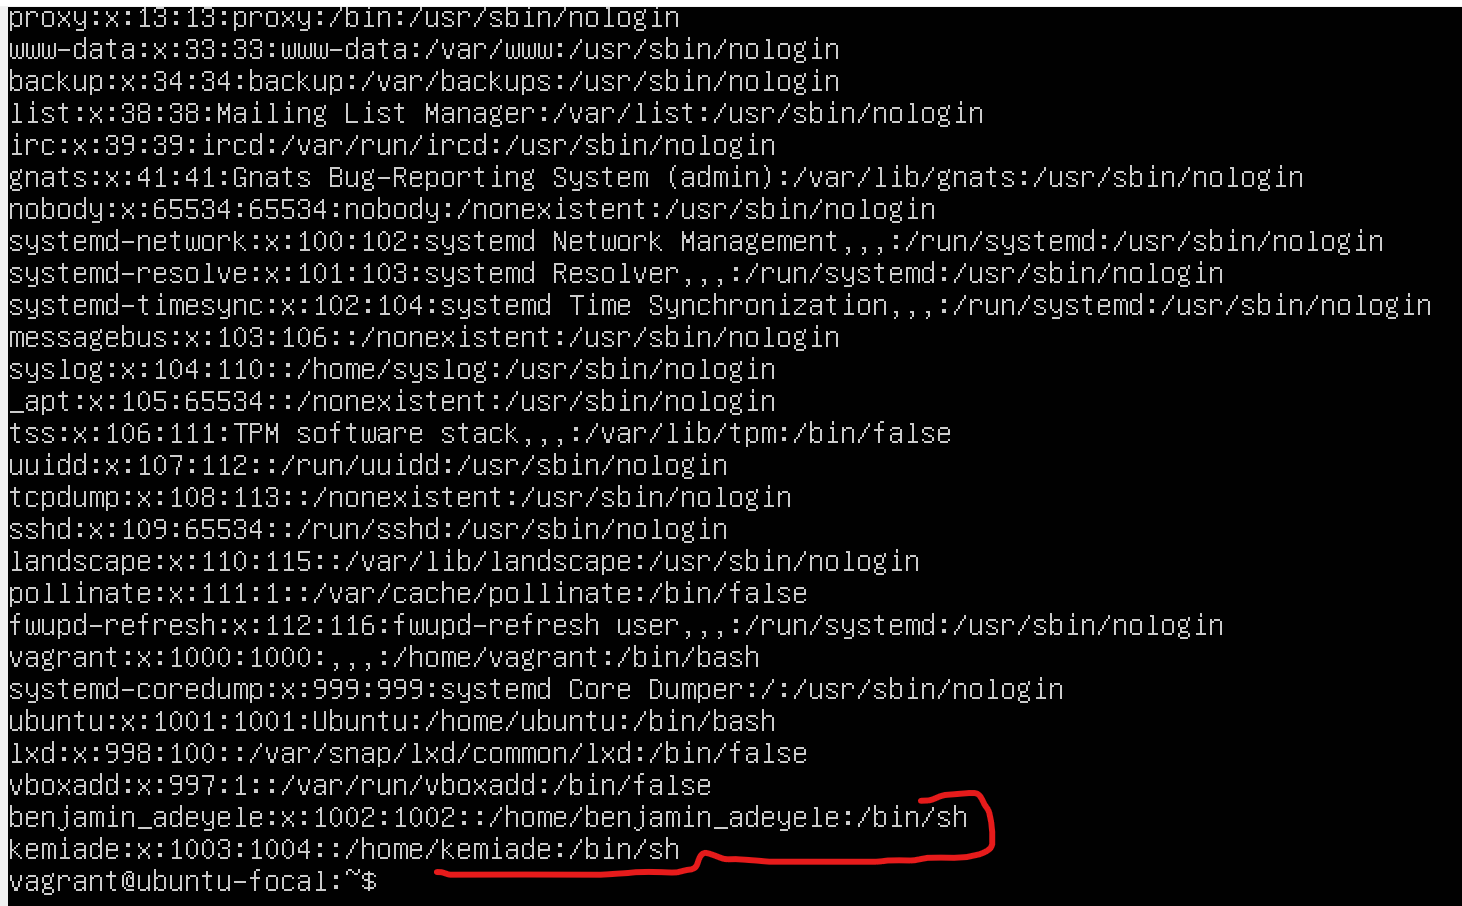 proxy:x:13:13:proxy:/bin:/usr/sbin/nologin
www-data:x:33:33:www-data:/var/www:/usr/sbin/nologin
backup:x:34:34:backup:/var/backups:/usr/sbin/nologin
list:x:38:38:Mailing List Manager:/var/list:/usr/sbin/nologin
irc:x:39:39:ircd:/var/run/ircd:/usr/sbin/nologin
gnats:x:41:41:Gnats Bug-Reporting System (admin):/var/lib/gnats:/usr/sbin/nologin
nobody:x:65534:65534:nobody:/nonexistent:/usr/sbin/nologin
systemd-network:x:100:102:systemd Network Management,,,:/run/systemd:/usr/sbin/nologin
systemd-resolve:x:101:103:systemd Resolver,,,:/run/systemd:/usr/sbin/nologin
systemd-timesync:x:102:104:systemd Time Synchronization,,,:/run/systemd:/usr/sbin/nologin
messagebus:x:103:106::/nonexistent:/usr/sbin/nologin
syslog:x:104:110::/home/syslog:/usr/sbin/nologin
_apt:x:105:65534::/nonexistent:/usr/sbin/nologin
tss:x:106:111:TPM software stack,,,:/var/lib/tpm:/bin/false
uuidd:x:107:112::/run/uuidd:/usr/sbin/nologin
tcpdump:x:108:113::/nonexistent:/usr/sbin/nologin
sshd:x:109:65534::/run/sshd:/usr/sbin/nologin
landscape:x:110:115::/var/lib/landscape:/usr/sbin/nologin
pollinate:x:111:1::/var/cache/pollinate:/bin/false
fwupd-refresh:x:112:116:fwupd-refresh user,,,:/run/systemd:/usr/sbin/nologin
vagrant:x:1000:1000:,,,:/home/vagrant:/bin/bash
systemd-coredump:x:999:999:systemd Core Dumper:/:/usr/sbin/nologin
ubuntu:x:1001:1001:Ubuntu:/home/ubuntu:/bin/bash
lxd:x:998:100::/var/snap/lxd/common/lxd:/bin/false
vboxadd:x:997:1::/var/run/vboxadd:/bin/false
benjamin_adeyele:x:1002:1002::/home/benjamin_adeyele:/bin/sh
kemiade:x:1003:1004::/home/kemiade:/bin/sh
vagrant@ubuntu-focal:~$